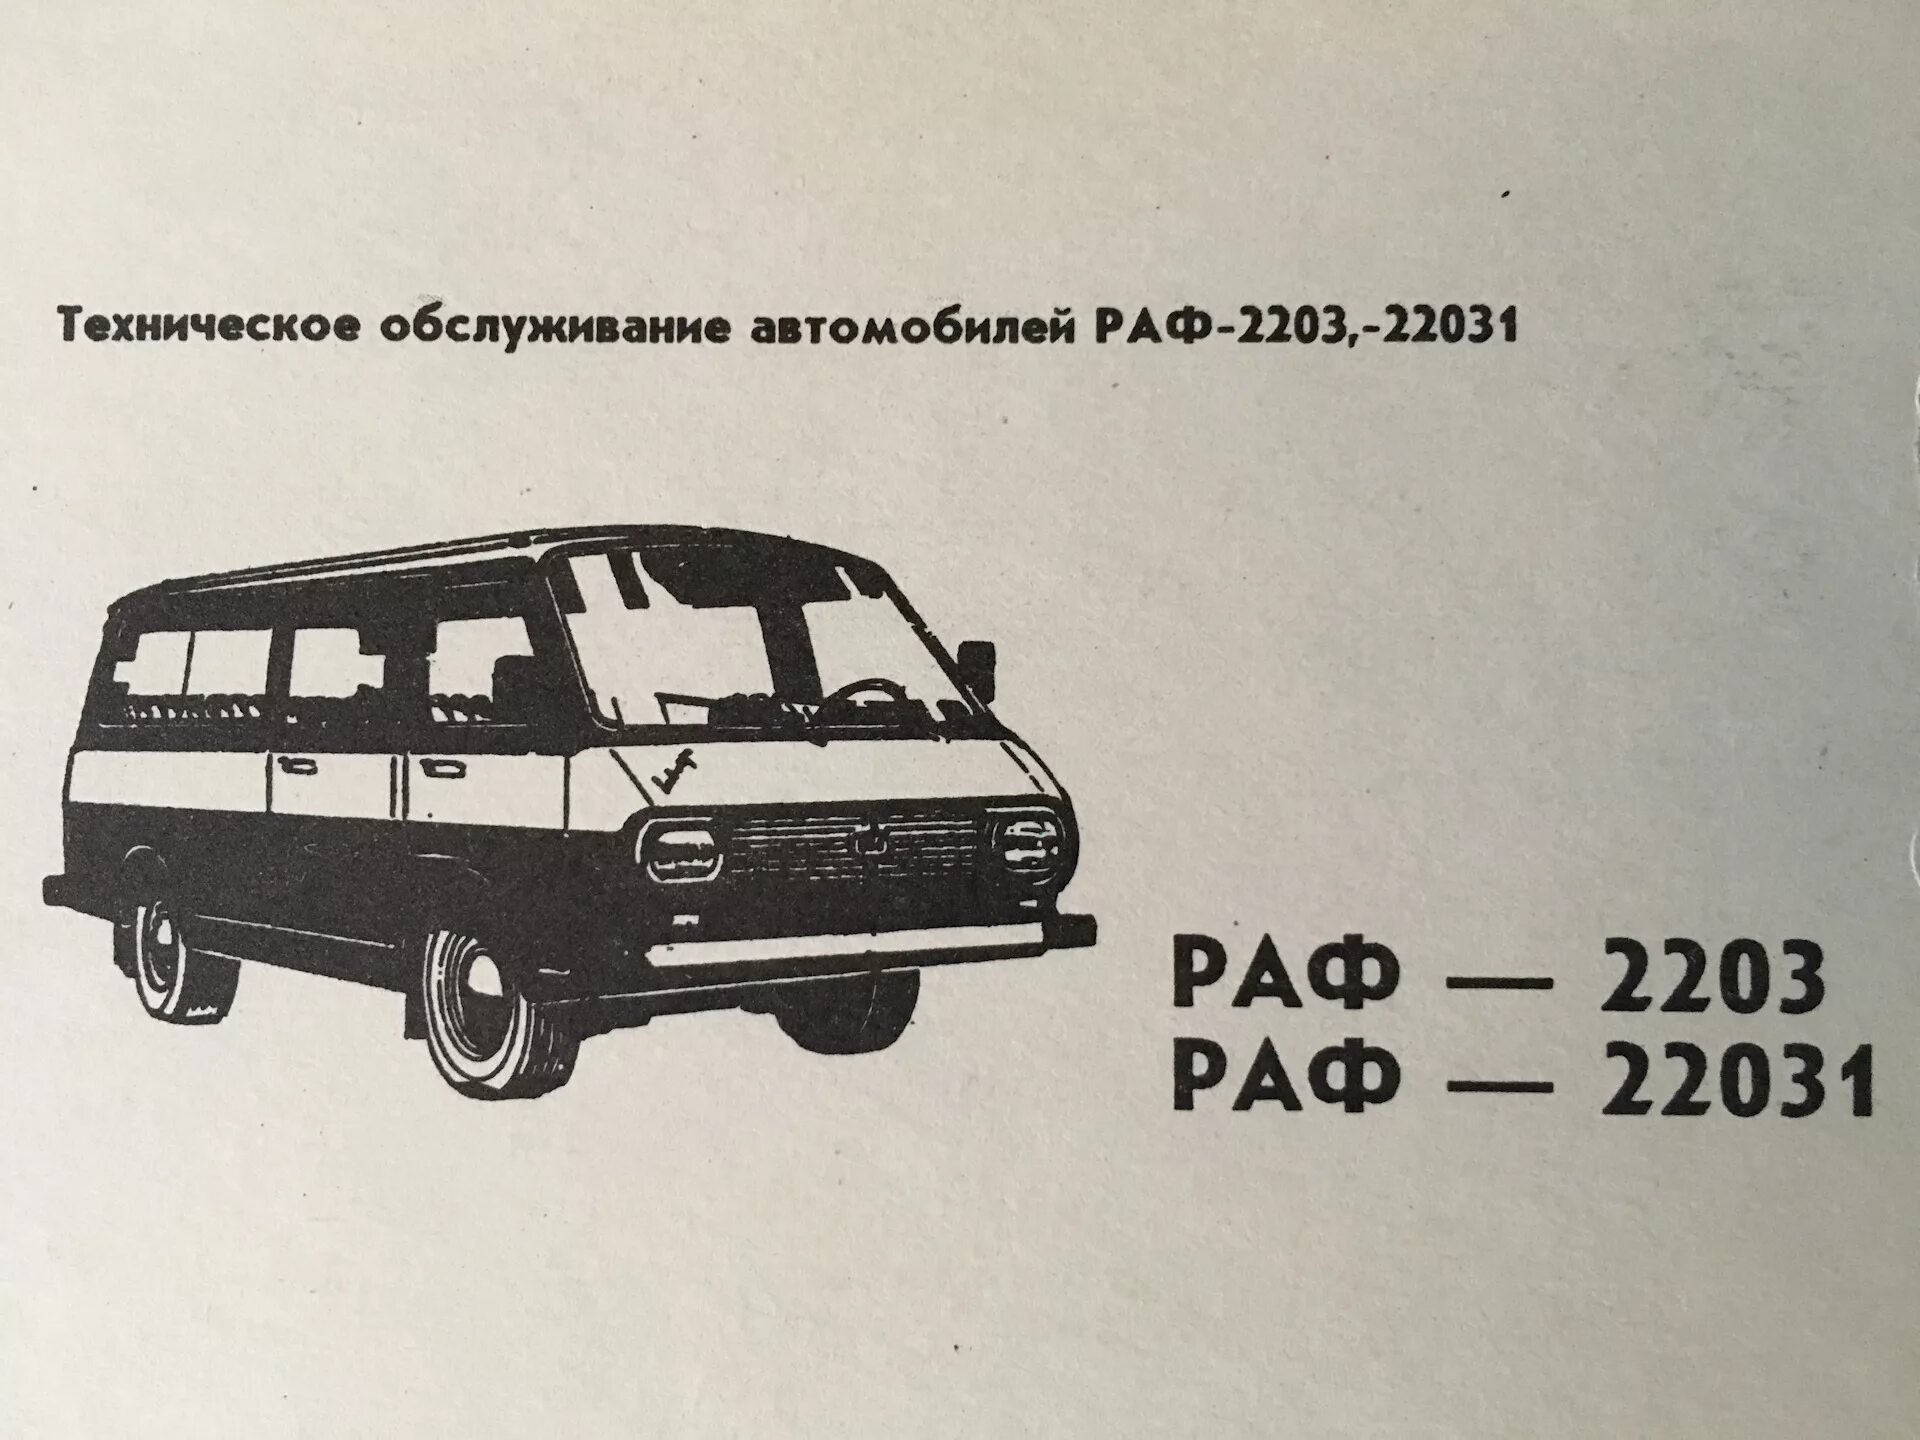 Техническое обслуживание автомобилей РАФ-2203,-22031
РАФ — 2203
РАФ — 22031